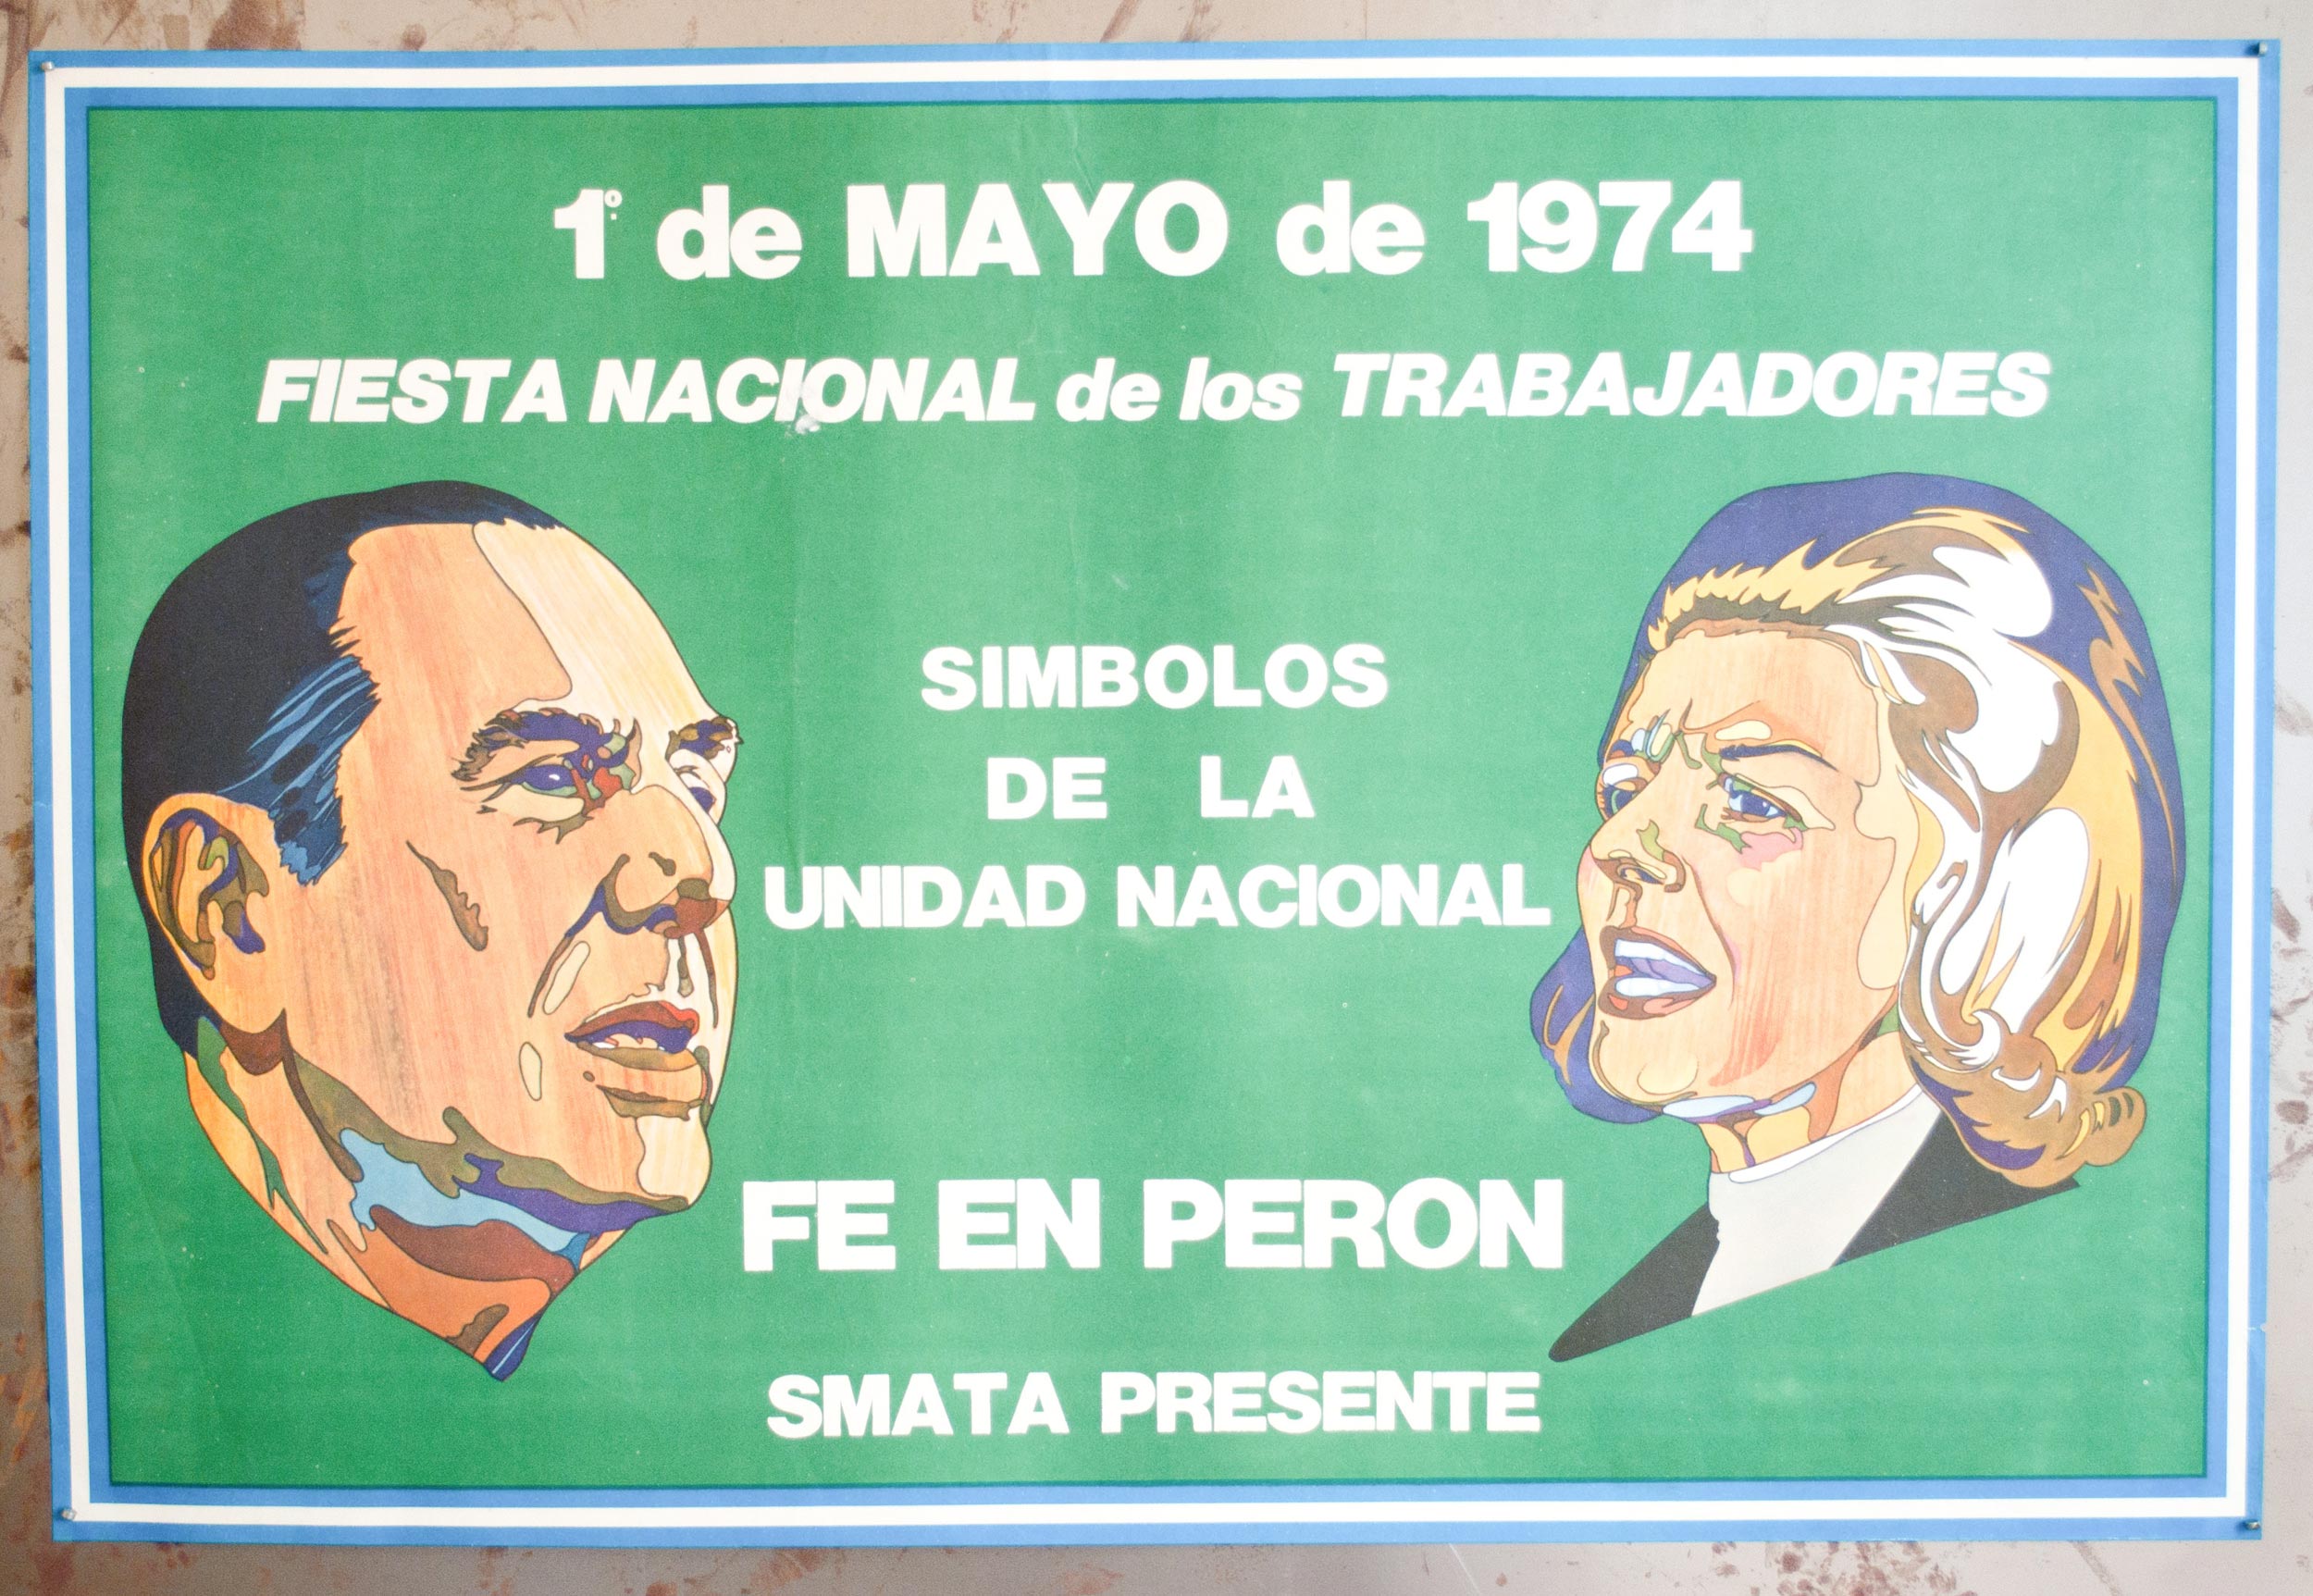 1º de MAYO de 1974
FIESTA NACIONAL de los TRABAJADORES
SIMBOLOS
DE LA
UNIDAD NACIONAL
FE EN PERON
SMATA PRESENTE